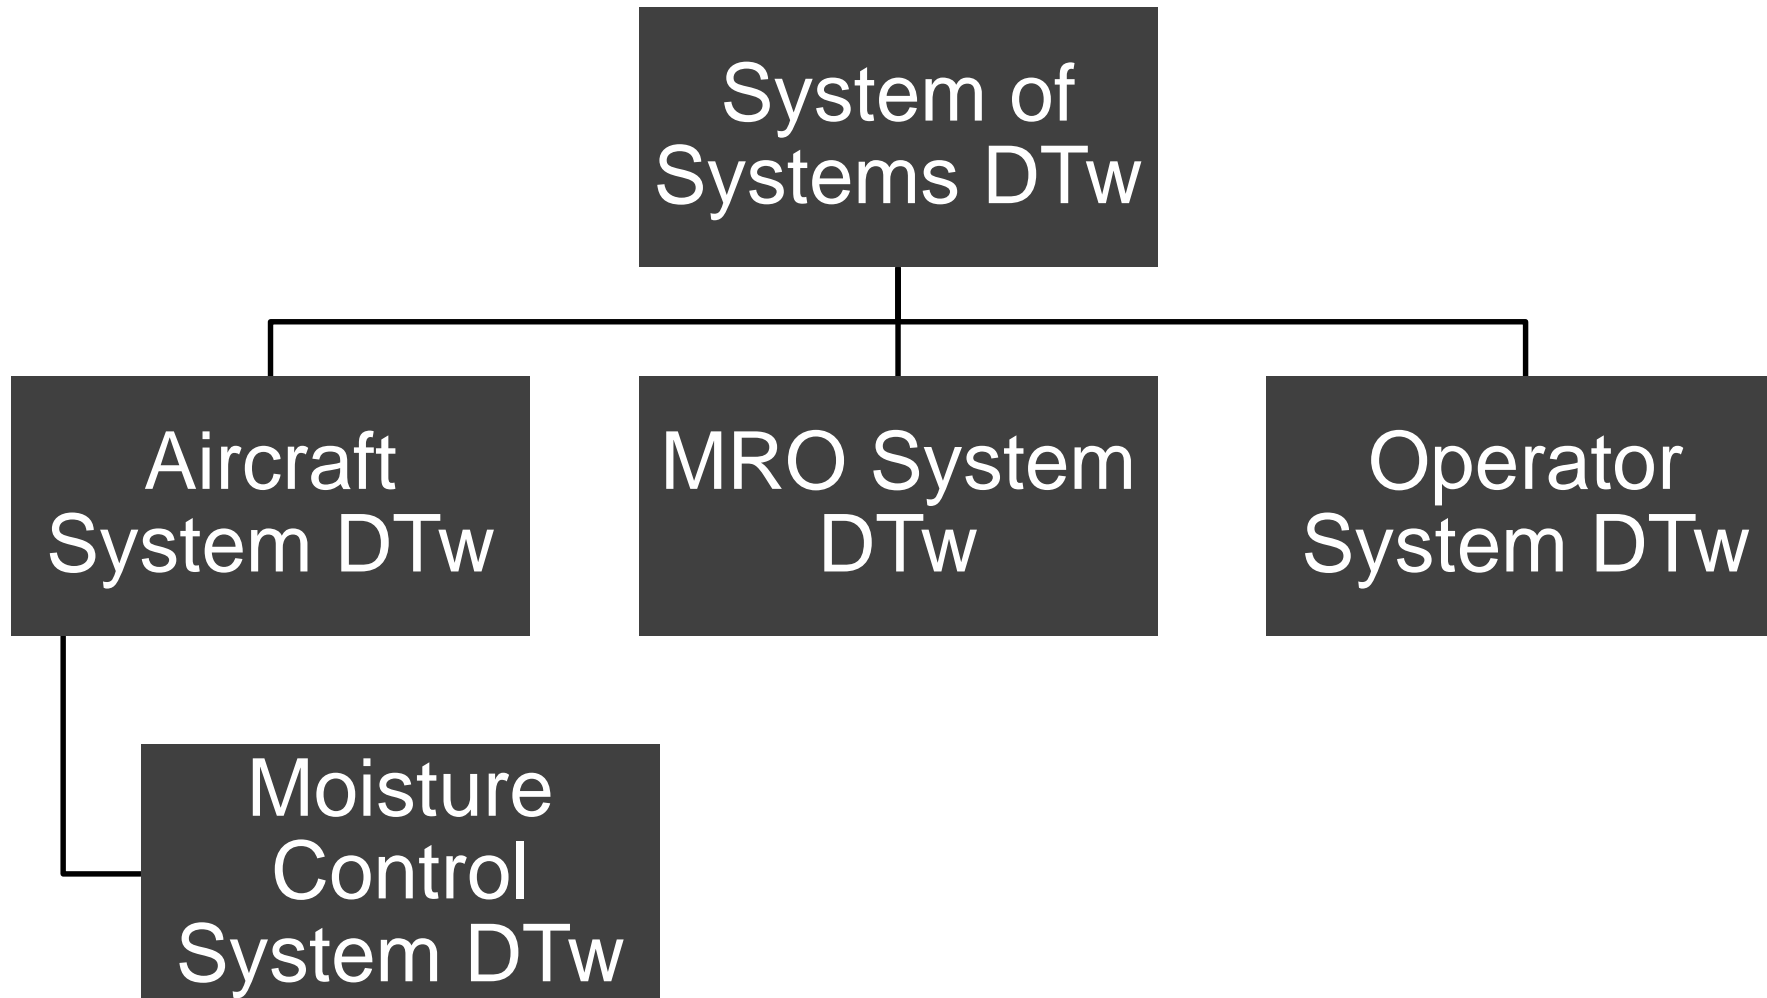 System of
Systems DTw
Aircraft
System DTw
MRO System
DTw
Operator
System DTw
Moisture
Control
System DTw